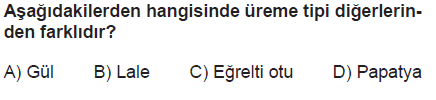 Aşağıdakilerden hangisinde üreme tipi diğerlerin-
den farklıdır?
A) Gül B) Lale C) Eğrelti otu D) Papatya